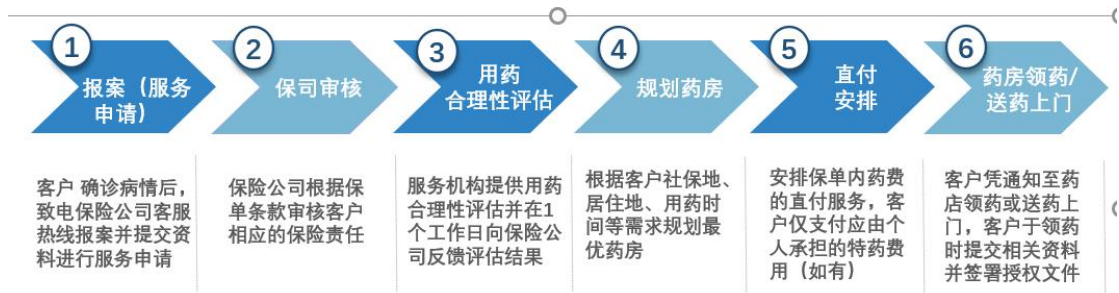 1
报案（服务
申请）
客户 确诊病情后，
致电保险公司客服
热线报案并提交资
料进行服务申请
2
保司审核
保险公司根据保
单条款审核客户
相应的保险责任
3
用药
合理性评估
服务机构提供用药
合理性评估并在1
个工作日向保险公
司反馈评估结果
4
规划药房
根据客户社保地、
居住地、用药时
间等需求规划最
优药房
5
直付
安排
安排保单内药费
的直付服务，客
户仅支付应由个
人承担的特药费
用（如有）
6
药房领药/
送药上门
客户凭通知至药
店领药或送药上
门，客户于领药
时提交相关资料
并签署授权文件